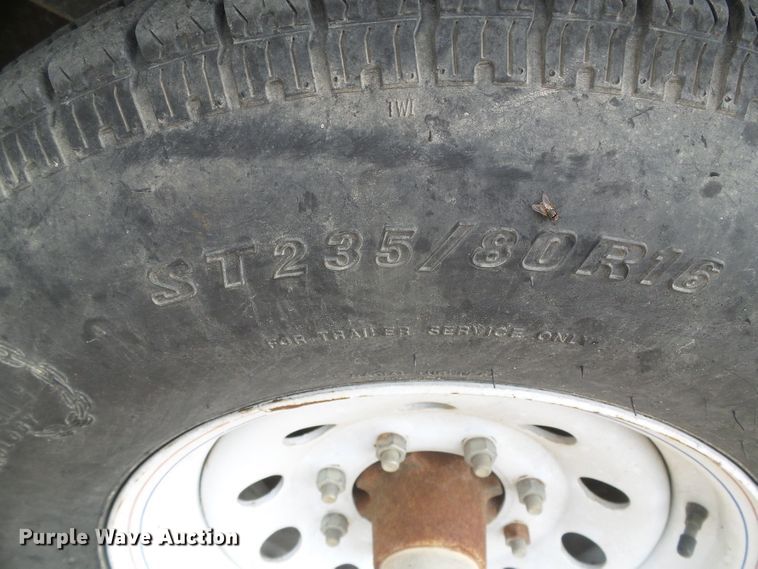 TWI
ST235/80R16
FOR TRAILER SERVICE ONLY
Purple Wave Auction